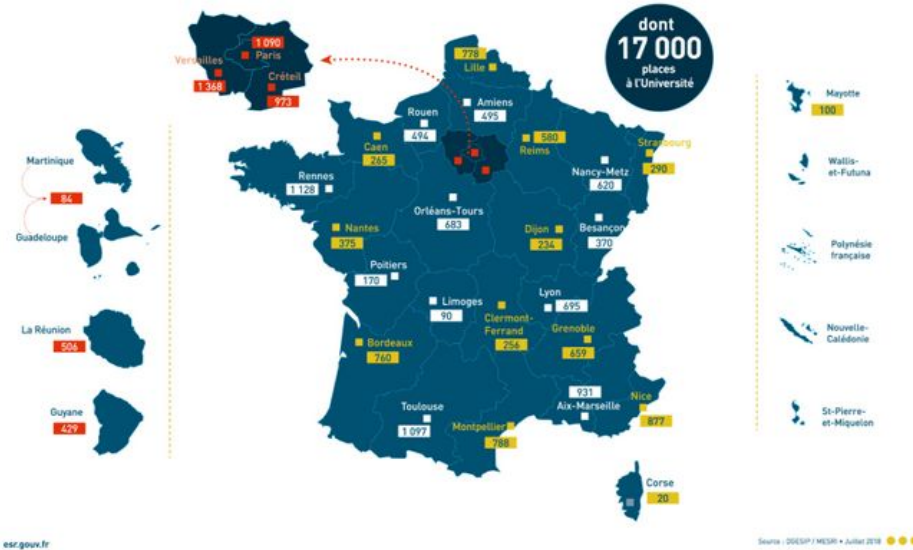 dont
17 000
places
à l'Université
1 090
Paris
Versailles
1 368
Créteil
973
778
Lille
Amiens
495
Rouen
494
Caen
265
580
Reims
Strasbourg
290
Nancy-Metz
620
Rennes
1 128
Orléans-Tours
683
Nantes
375
Dijon
234
Besançon
370
Poitiers
170
Limoges
90
Lyon
695
Clermont-
Ferrand
256
Grenoble
659
Bordeaux
760
931
Aix-Marseille
Nice
877
Toulouse
1 097
Montpellier
788
Corse
20
Martinique
84
Guadeloupe
La Réunion
506
Guyane
429
Mayotte
100
Wallis-
et-Futuna
Polynésie
française
Nouvelle-
Calédonie
St-Pierre-
et-Miquelon
esr.gouv.fr
Source : DGESIP / MESRI • Juillet 2018